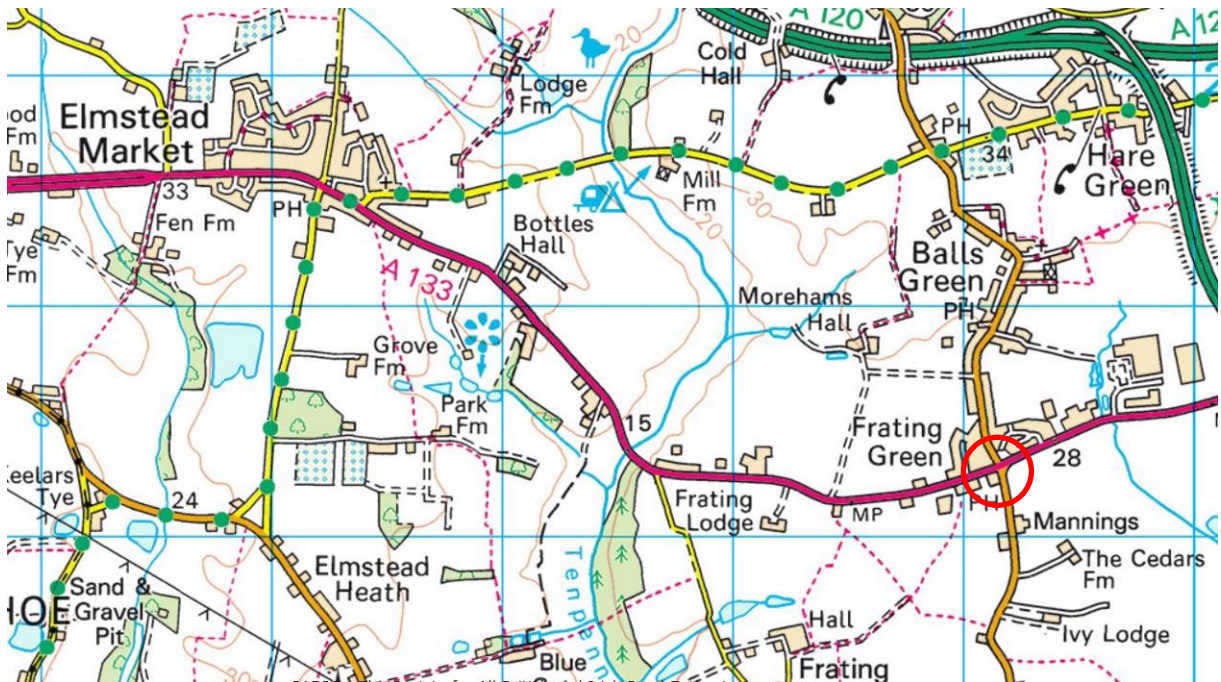 A 120
A 12
20
Cold
Hall
Lodge
Fm
Elmstead
Market
ood
Fm
PH
34
Hare
Green
33
Mill
Fm
30
20
PH
Fen Fm
Bottles
Hall
Tye
Fm
A 133
Balls
Green
PH
Morehams
Hall
Grove
Fm
Park
Fm
15
Frating
Green
28
eelars
Tye
24
Frating
Lodge
MP
PH
Mannings
The Cedars
Fm
Elmstead
Heath
Tenpenn
Sand &
Gravel
Pit
HOE
Hall
Ivy Lodge
Blue
Frating
30